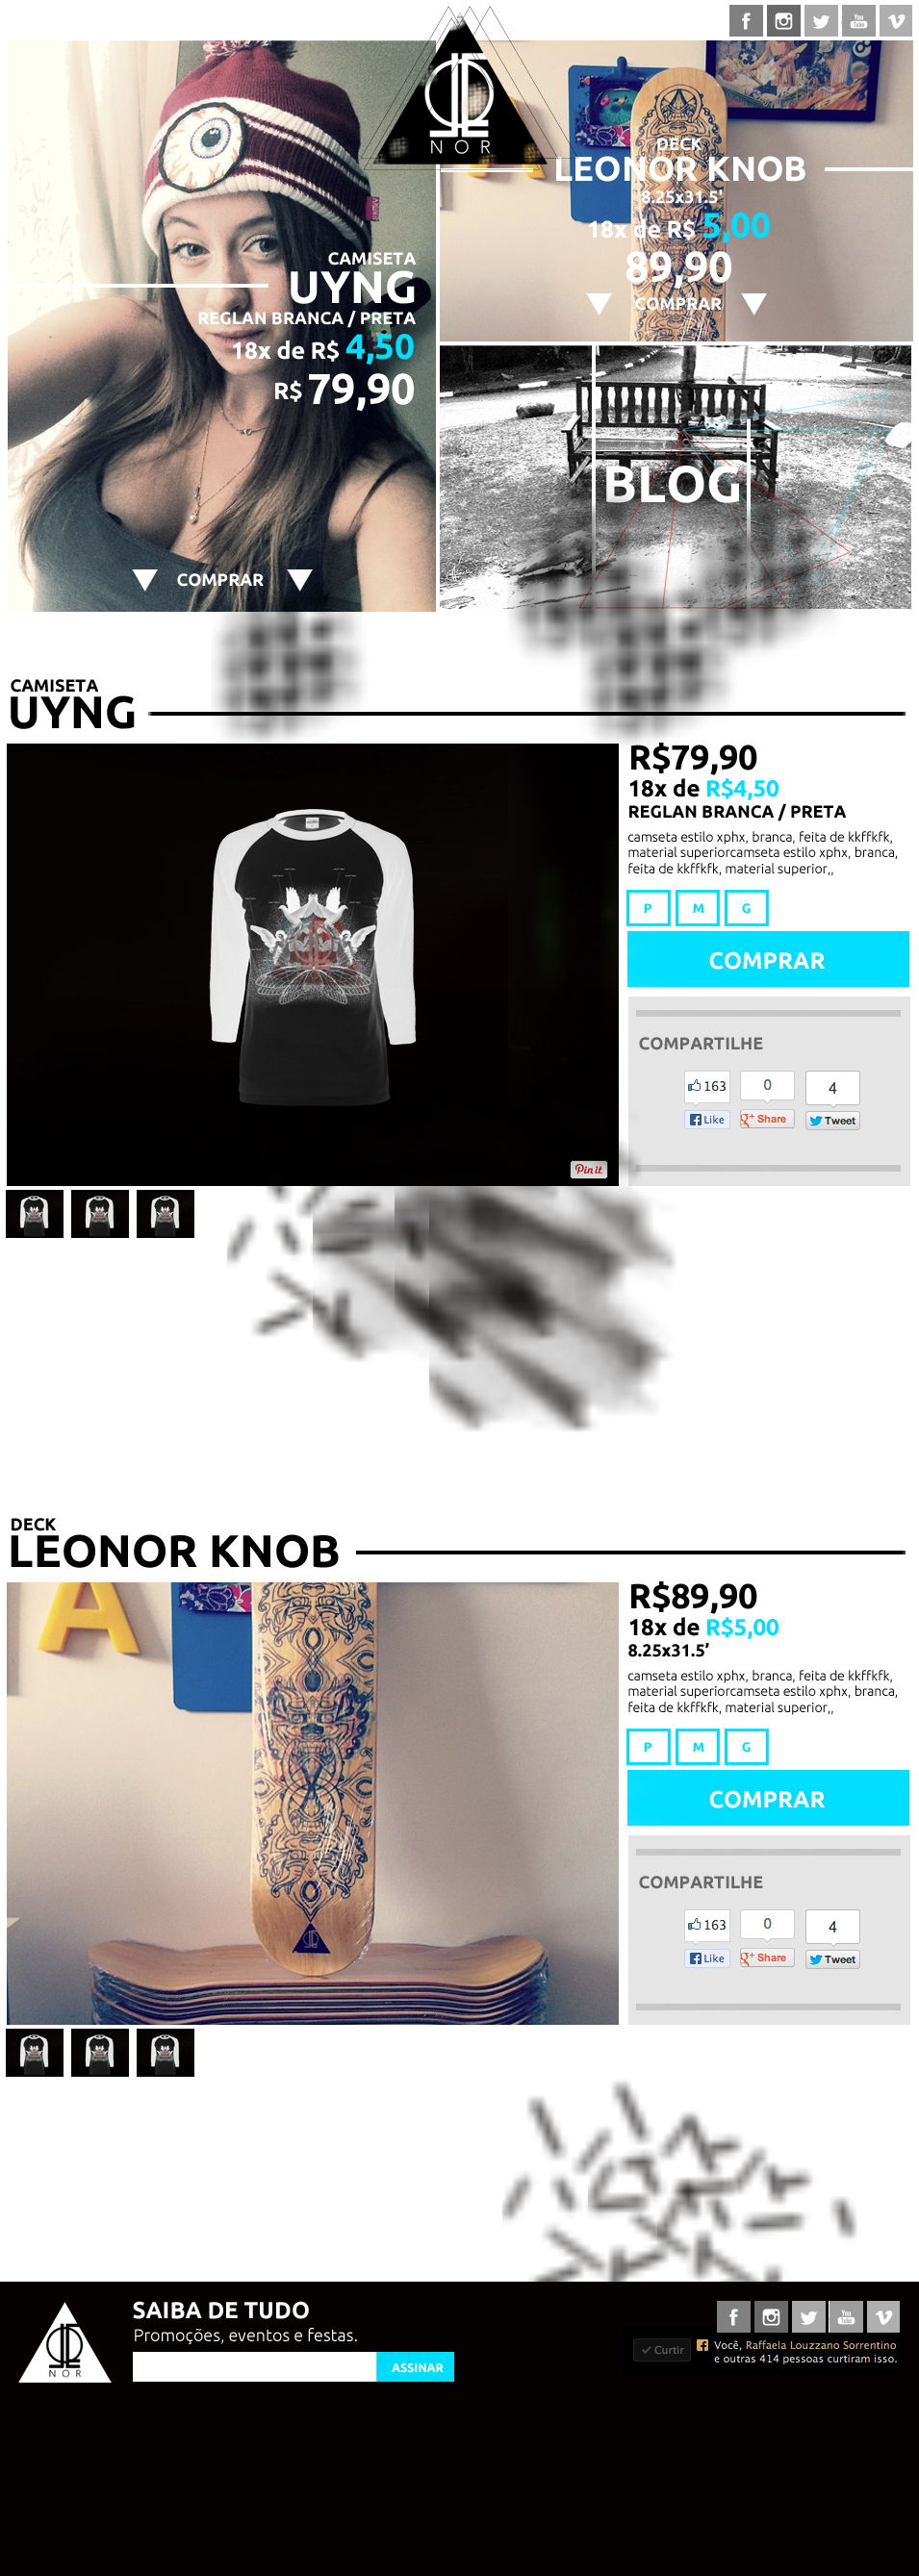 NOR
CAMISETA
UYNG
REGLAN BRANCA / PRETA
18x de R$ 4,50
R$ 79,90
COMPRAR
DECK
LEONOR KNOB
8.25x31.5'
18x de R$ 5,00
89,90
COMPRAR
BLOG
CAMISETA
UYNG
R$79,90
18x de R$4,50
REGLAN BRANCA / PRETA
camseta estilo xphx, branca, feita de kkffkfk,
material superiorcamseta estilo xphx, branca,
feita de kkffkfk, material superior,,
P M G
COMPRAR
COMPARTILHE
163 0 4
Like Share Tweet
Pin it
DECK
LEONOR KNOB
A
R$89,90
18x de R$5,00
8.25x31.5’
camseta estilo xphx, branca, feita de kkffkfk,
material superiorcamseta estilo xphx, branca,
feita de kkffkfk, material superior,,
P M G
COMPRAR
COMPARTILHE
163 0 4
Like Share Tweet
NOR
SAIBA DE TUDO
Promoções, eventos e festas.
ASSINAR
You Tube
Curtir
Você, Raffaela Louzzano Sorrentino
e outras 414 pessoas curtiram isso.